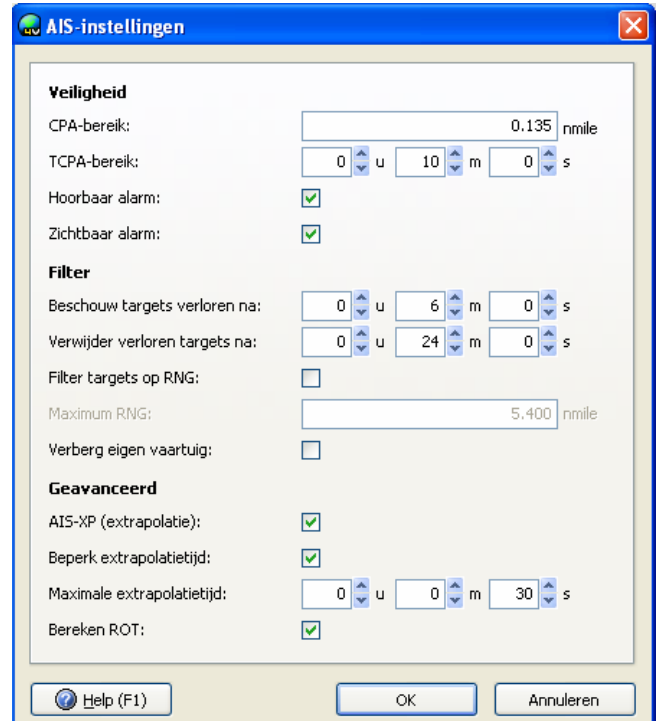 AIS-instellingen
Veiligheid
CPA-bereik: 0.135 nmile
TCPA-bereik: 0 u 10 m 0 s
Hoorbaar alarm:
Zichtbaar alarm:
Filter
Beschouw targets verloren na: 0 u 6 m 0 s
Verwijder verloren targets na: 0 u 24 m 0 s
Filter targets op RNG:
Maximum RNG: 5.400 nmile
Verberg eigen vaartuig:
Geavanceerd
AIS-XP (extrapolatie):
Beperk extrapolatietijd:
Maximale extrapolatietijd: 0 u 0 m 30 s
Bereken ROT:
Help (F1) OK Annuleren